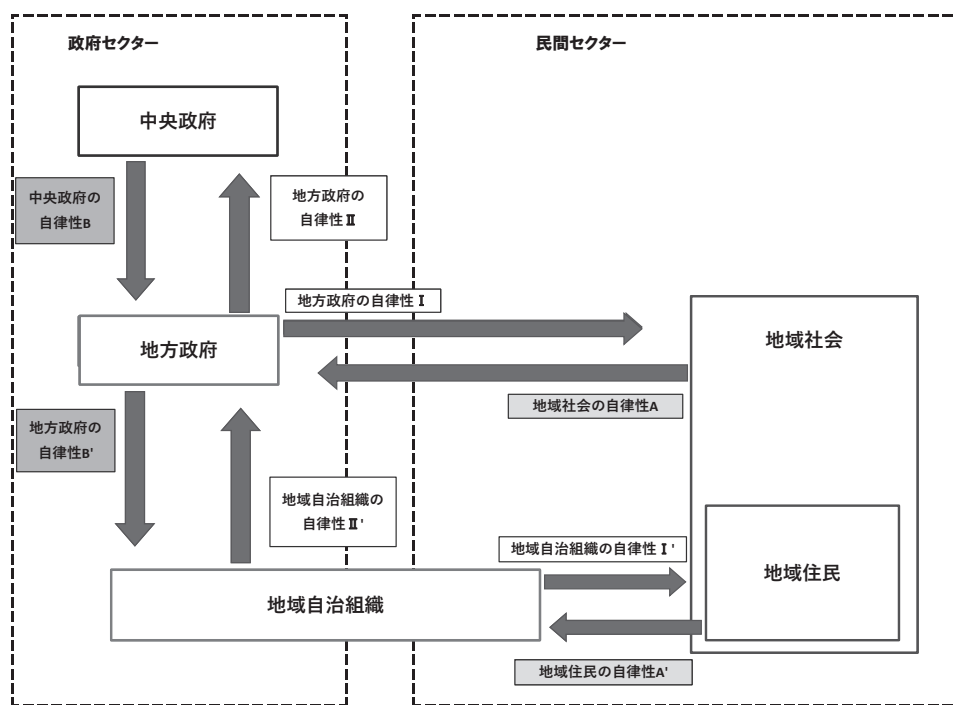 政府セクター
民間セクター
中央政府
中央政府の
自律性B
地方政府の
自律性Ⅱ
地方政府の自律性Ⅰ
地方政府
地域社会
地域社会の自律性A
地方政府の
自律性B'
地域自治組織の
自律性Ⅱ'
地域自治組織の自律性Ⅰ'
地域住民
地域自治組織
地域住民の自律性A'